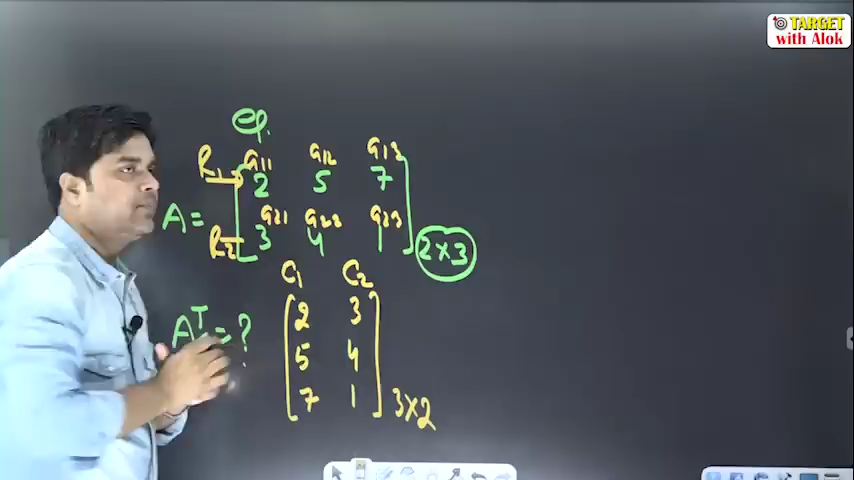 TARGET
with Alok
eg.
a11 a12 a13
R1 2 5 7
A =
a21 a22 a23
R2 3 4 1
2×3
C1 C2
A^T = ?
2 3
5 4
7 1
3×2